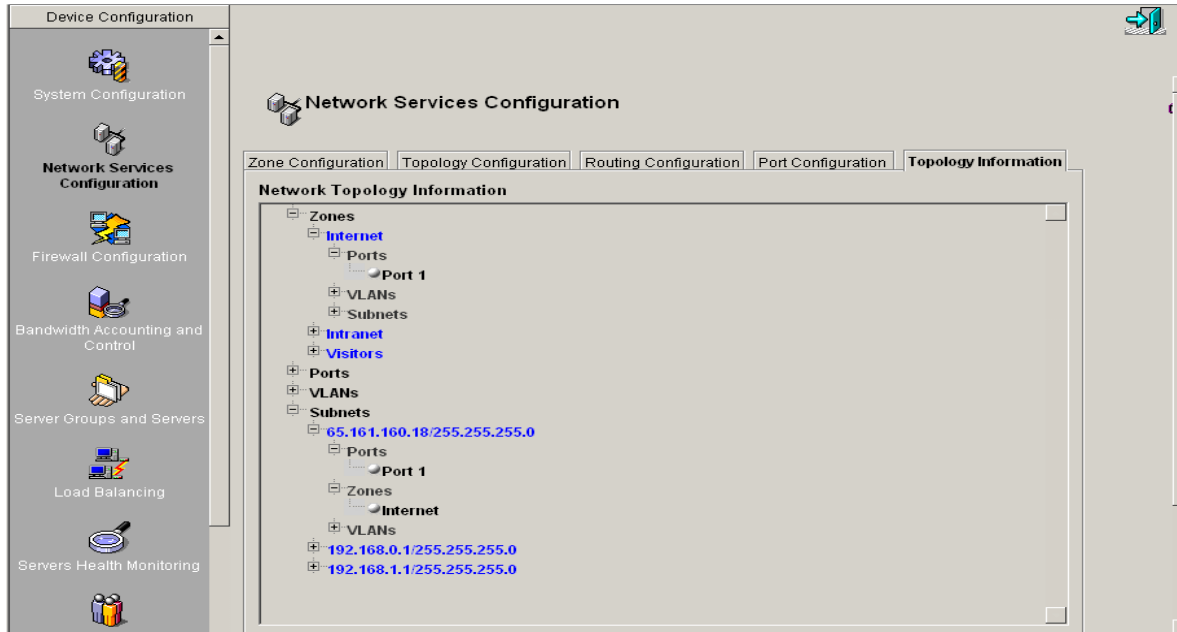 Device Configuration
System Configuration
Network Services
Configuration
Firewall Configuration
Bandwidth Accounting and
Control
Server Groups and Servers
Load Balancing
Servers Health Monitoring
Network Services Configuration
Zone Configuration
Topology Configuration
Routing Configuration
Port Configuration
Topology Information
Network Topology Information
Zones
Internet
Ports
Port 1
VLANs
Subnets
Intranet
Visitors
Ports
VLANs
Subnets
65.161.160.18/255.255.255.0
Ports
Port 1
Zones
Internet
VLANs
192.168.0.1/255.255.255.0
192.168.1.1/255.255.255.0